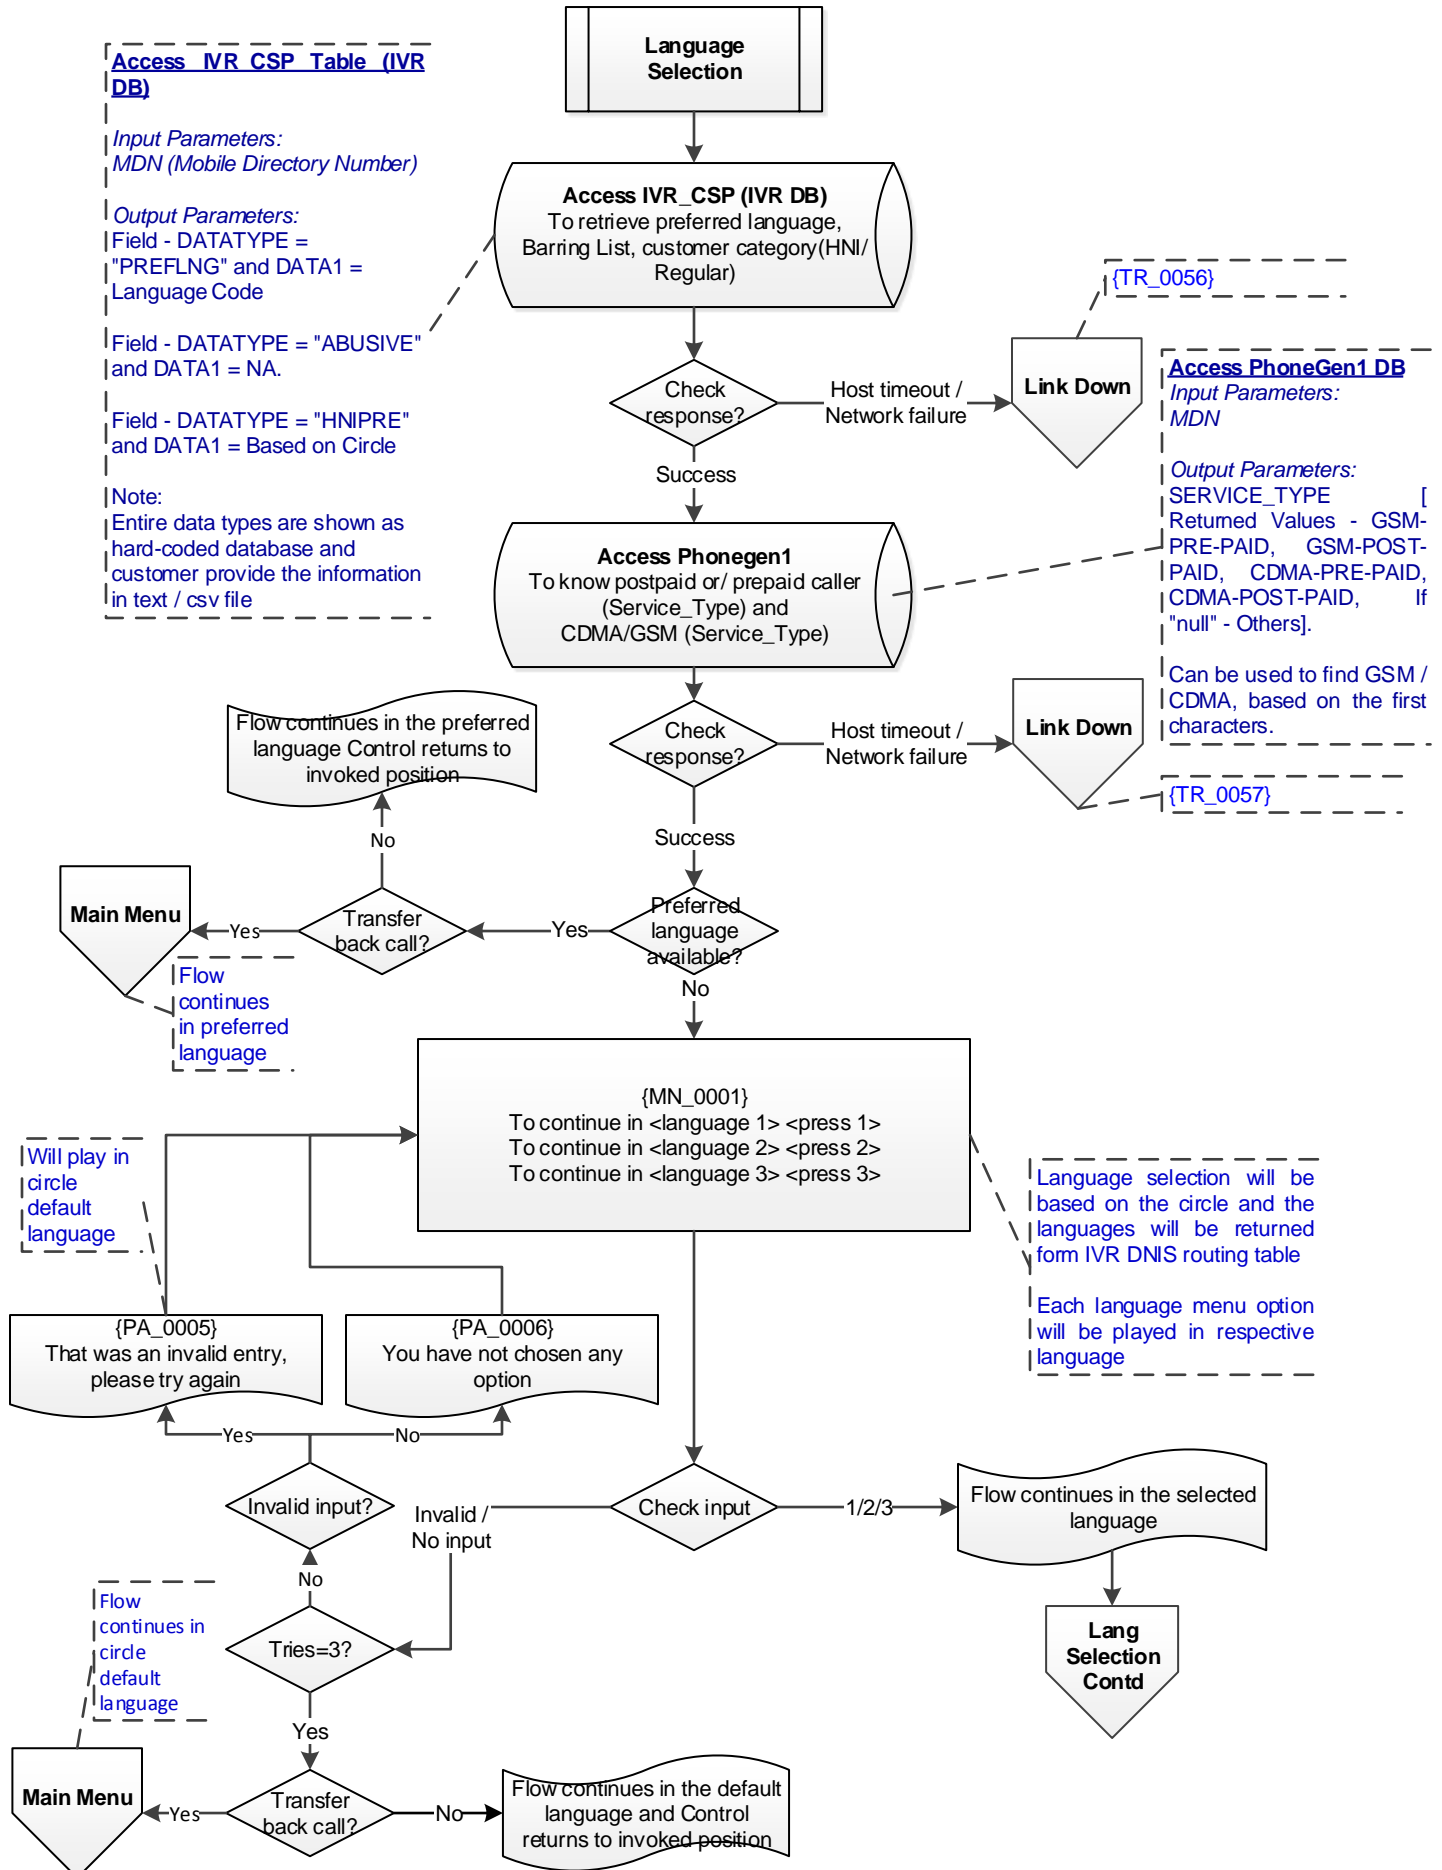 Language
Selection
Access IVR CSP Table (IVR
DB)
Input Parameters:
MDN (Mobile Directory Number)
Output Parameters:
Field - DATATYPE =
"PREFLNG" and DATA1 =
Language Code
Field - DATATYPE = "ABUSIVE"
and DATA1 = NA.
Field - DATATYPE = "HNIPRE"
and DATA1 = Based on Circle
Note:
Entire data types are shown as
hard-coded database and
customer provide the information
in text / csv file
Access IVR_CSP (IVR DB)
To retrieve preferred language,
Barring List, customer category(HNI/
Regular)
{TR_0056}
Check
response?
Host timeout /
Network failure
Link Down
Success
Access PhoneGen1 DB
Input Parameters:
MDN
Output Parameters:
SERVICE_TYPE [
Returned Values - GSM-
PRE-PAID, GSM-POST-
PAID, CDMA-PRE-PAID,
CDMA-POST-PAID, If
"null" - Others].
Can be used to find GSM /
CDMA, based on the first
characters.
Access Phonegen1
To know postpaid or/ prepaid caller
(Service_Type) and
CDMA/GSM (Service_Type)
Check
response?
Host timeout /
Network failure
Link Down
{TR_0057}
Success
Flow continues in the preferred
language Control returns to
invoked position
No
Preferred
language
available?
Yes
Transfer
back call?
Yes
Main Menu
Flow
continues
in preferred
language
No
{MN_0001}
To continue in <language 1> <press 1>
To continue in <language 2> <press 2>
To continue in <language 3> <press 3>
Will play in
circle
default
language
Language selection will be
based on the circle and the
languages will be returned
form IVR DNIS routing table
Each language menu option
will be played in respective
language
{PA_0005}
That was an invalid entry,
please try again
{PA_0006}
You have not chosen any
option
Yes
No
Invalid input?
Invalid /
No input
Check input
1/2/3
Flow continues in the selected
language
No
Lang
Selection
Contd
Tries=3?
Flow
continues in
circle
default
language
Yes
Transfer
back call?
Yes
Main Menu
No
Flow continues in the default
language and Control
returns to invoked position